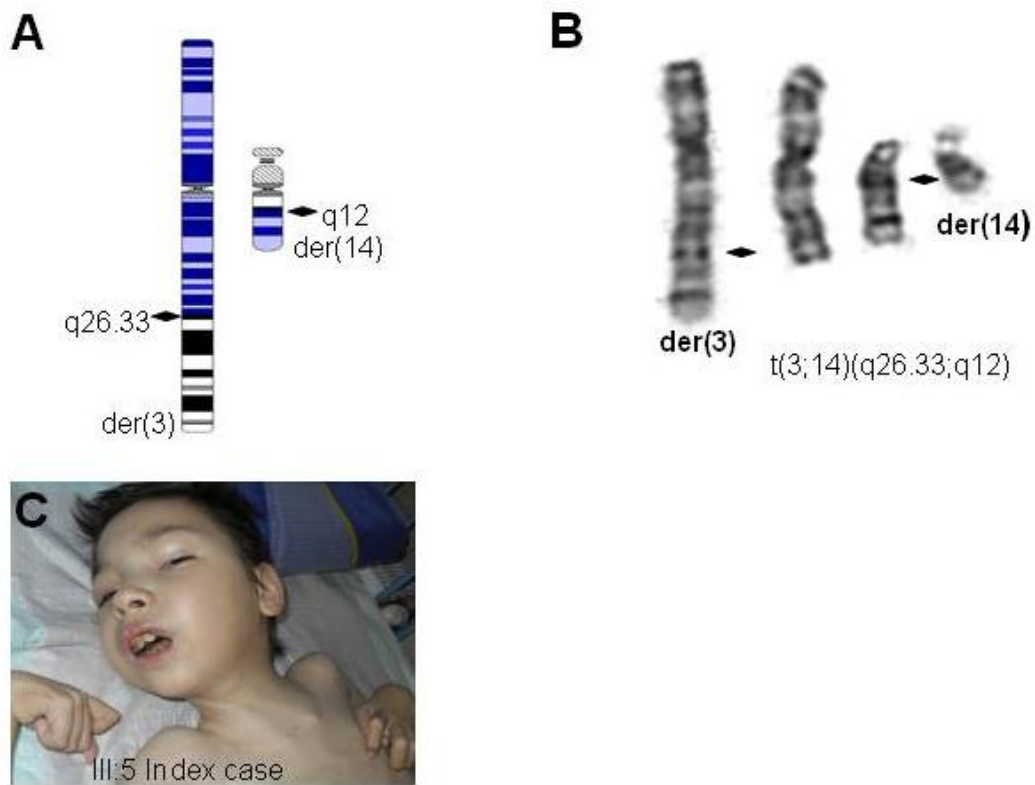 A
q12
der(14)
q26.33
der(3)
B
der(14)
der(3)
t(3;14)(q26.33;q12)
C
III:5 Index case